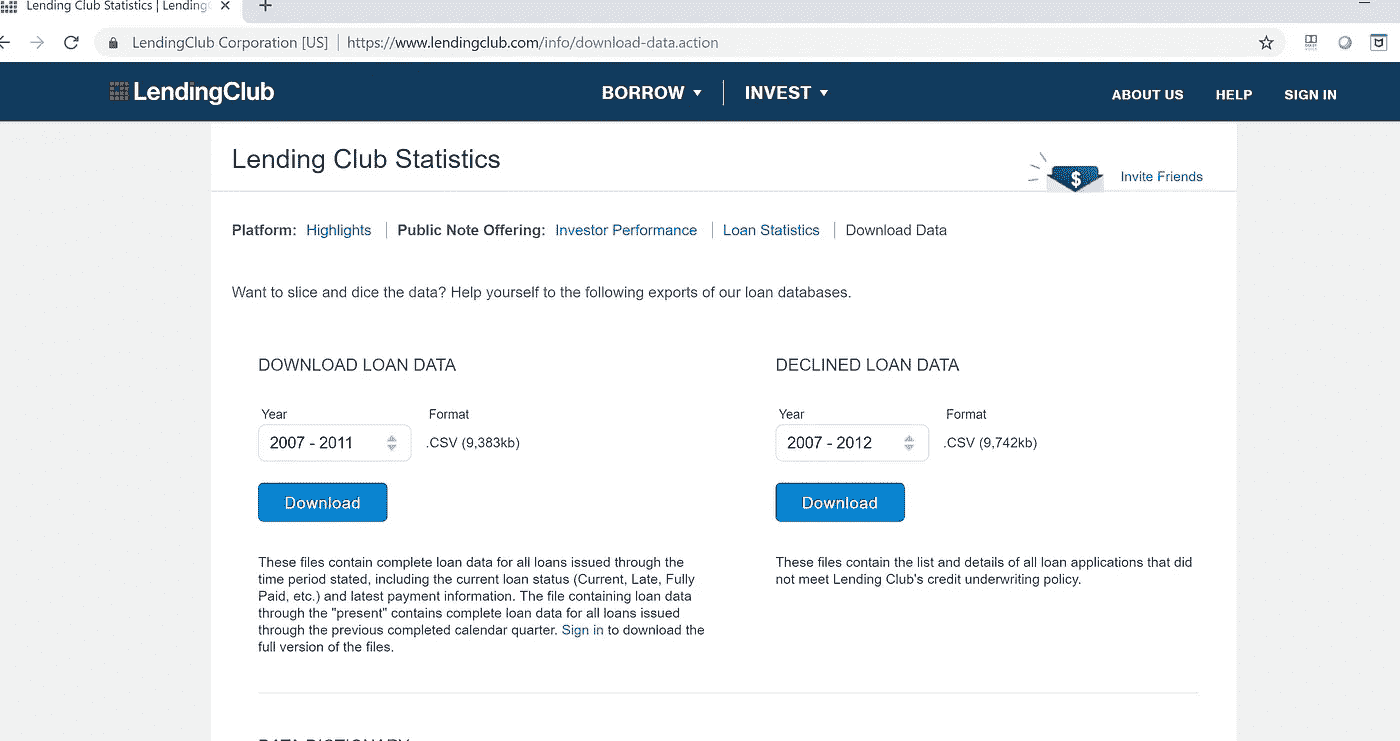 Lending Club Statistics | Lending
LendingClub Corporation [US] | https://www.lendingclub.com/info/download-data.action
LendingClub
BORROW
INVEST
ABOUT US
HELP
SIGN IN
Lending Club Statistics
$
Invite Friends
Platform: Highlights | Public Note Offering: Investor Performance | Loan Statistics | Download Data
Want to slice and dice the data? Help yourself to the following exports of our loan databases.
DOWNLOAD LOAN DATA
Year Format
2007 - 2011 .CSV (9,383kb)
Download
These files contain complete loan data for all loans issued through the
time period stated, including the current loan status (Current, Late, Fully
Paid, etc.) and latest payment information. The file containing loan data
through the "present" contains complete loan data for all loans issued
through the previous completed calendar quarter. Sign in to download the
full version of the files.
DECLINED LOAN DATA
Year Format
2007 - 2012 .CSV (9,742kb)
Download
These files contain the list and details of all loan applications that did
not meet Lending Club's credit underwriting policy.
DATA DICTIONARY